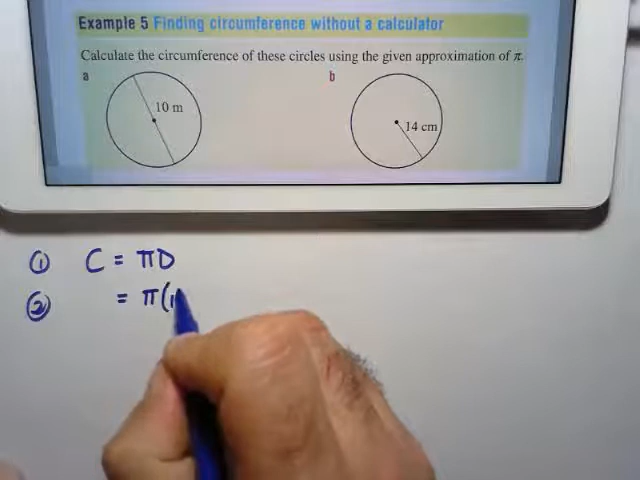 Example 5 Finding circumference without a calculator
Calculate the circumference of these circles using the given approximation of π.
a
b
10 m
14 cm
① C = πD
② = π(1